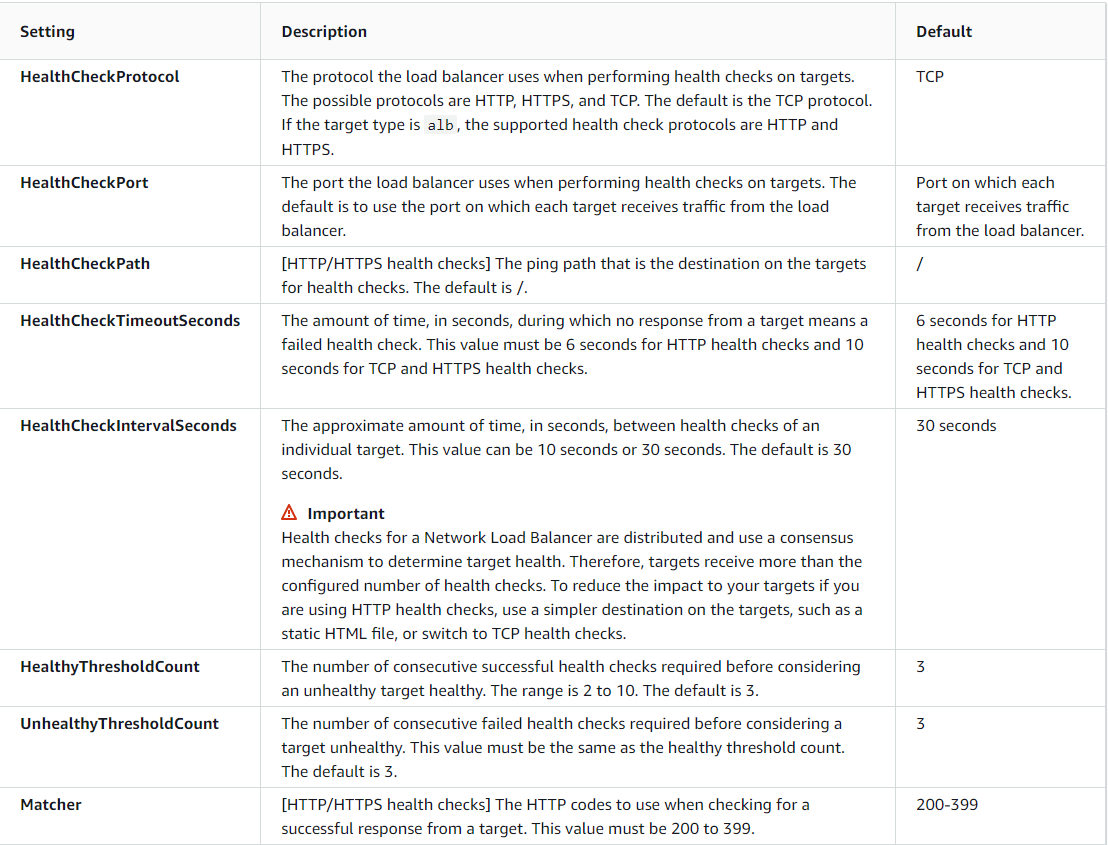 Setting
Description
Default
HealthCheckProtocol
The protocol the load balancer uses when performing health checks on targets.
The possible protocols are HTTP, HTTPS, and TCP. The default is the TCP protocol.
If the target type is alb, the supported health check protocols are HTTP and
HTTPS.
TCP
HealthCheckPort
The port the load balancer uses when performing health checks on targets. The
default is to use the port on which each target receives traffic from the load
balancer.
Port on which each
target receives traffic
from the load balancer.
HealthCheckPath
[HTTP/HTTPS health checks] The ping path that is the destination on the targets
for health checks. The default is /.
/
HealthCheckTimeoutSeconds
The amount of time, in seconds, during which no response from a target means a
failed health check. This value must be 6 seconds for HTTP health checks and 10
seconds for TCP and HTTPS health checks.
6 seconds for HTTP
health checks and 10
seconds for TCP and
HTTPS health checks.
HealthCheckIntervalSeconds
The approximate amount of time, in seconds, between health checks of an
individual target. This value can be 10 seconds or 30 seconds. The default is 30
seconds.
Important
Health checks for a Network Load Balancer are distributed and use a consensus
mechanism to determine target health. Therefore, targets receive more than the
configured number of health checks. To reduce the impact to your targets if you
are using HTTP health checks, use a simpler destination on the targets, such as a
static HTML file, or switch to TCP health checks.
30 seconds
HealthyThresholdCount
The number of consecutive successful health checks required before considering
an unhealthy target healthy. The range is 2 to 10. The default is 3.
3
UnhealthyThresholdCount
The number of consecutive failed health checks required before considering a
target unhealthy. This value must be the same as the healthy threshold count.
The default is 3.
3
Matcher
[HTTP/HTTPS health checks] The HTTP codes to use when checking for a
successful response from a target. This value must be 200 to 399.
200-399